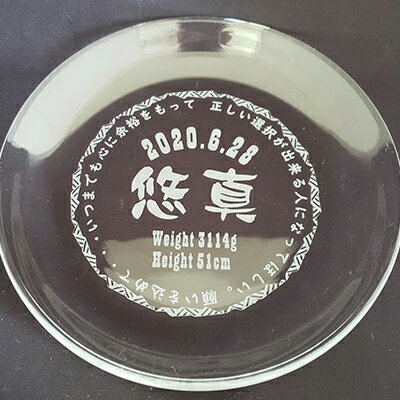 いつまでも心に余裕をもって 正しい選択が出来る人になってほしい。願いを込めて・・・
2020.6.28
悠真
Weight 3114g
Height 51cm